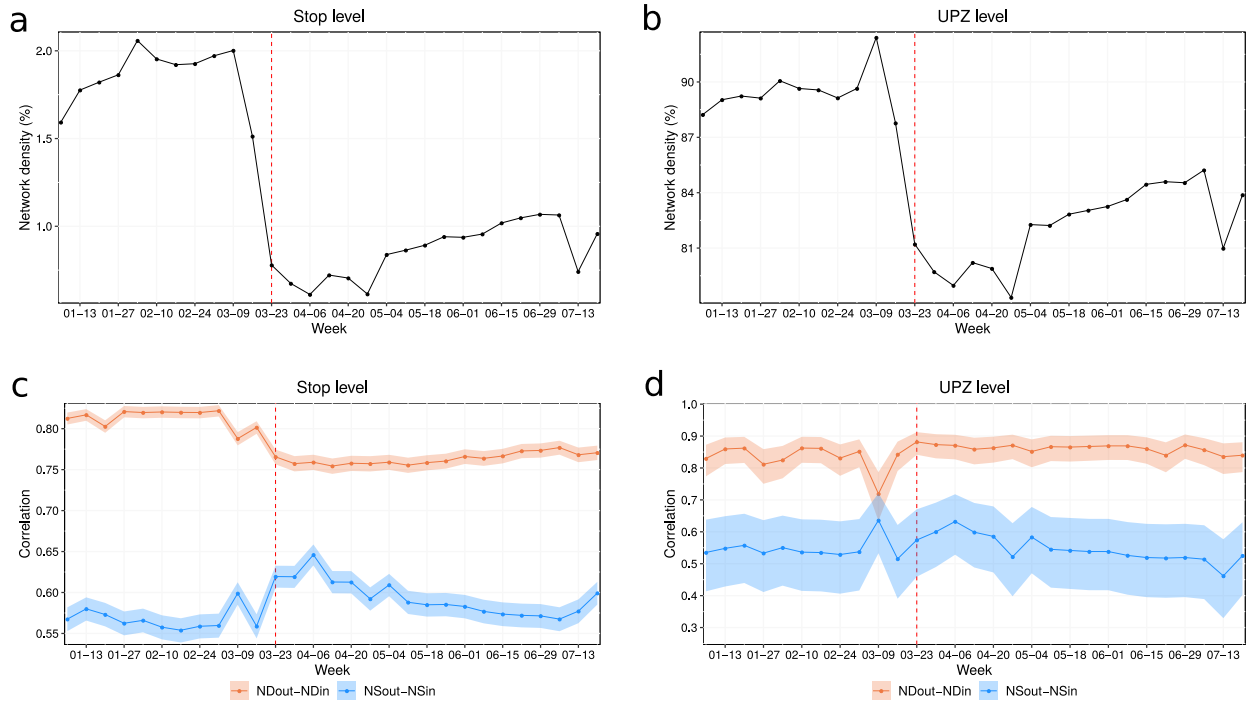 a
Stop level
Network density (%)
2.0
1.5
1.0
01−13 01−27 02−10 02−24 03−09 03−23 04−06 04−20 05−04 05−18 06−01 06−15 06−29 07−13
Week
b
UPZ level
Network density (%)
90
87
84
81
01−13 01−27 02−10 02−24 03−09 03−23 04−06 04−20 05−04 05−18 06−01 06−15 06−29 07−13
Week
c
Stop level
Correlation
0.80
0.75
0.70
0.65
0.60
0.55
01−13 01−27 02−10 02−24 03−09 03−23 04−06 04−20 05−04 05−18 06−01 06−15 06−29 07−13
Week
NDout−NDin NSout−NSin
d
UPZ level
Correlation
1.0
0.9
0.8
0.7
0.6
0.5
0.4
0.3
01−13 01−27 02−10 02−24 03−09 03−23 04−06 04−20 05−04 05−18 06−01 06−15 06−29 07−13
Week
NDout−NDin NSout−NSin